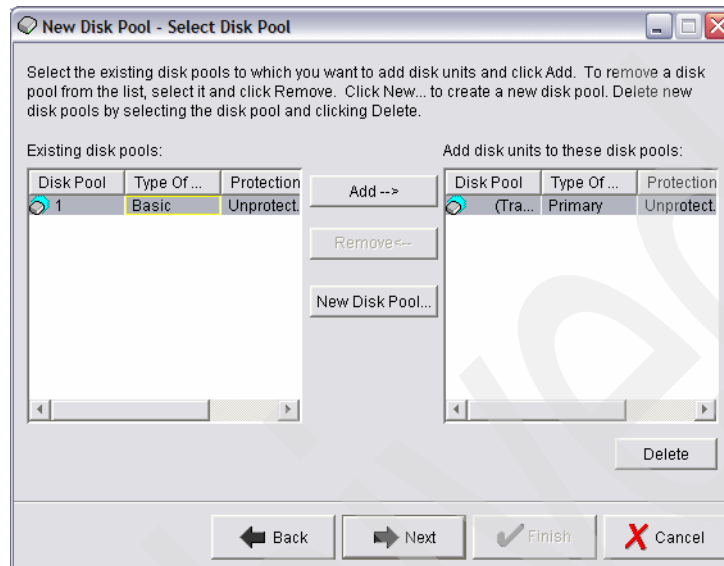 New Disk Pool - Select Disk Pool
Select the existing disk pools to which you want to add disk units and click Add. To remove a disk
pool from the list, select it and click Remove. Click New... to create a new disk pool. Delete new
disk pools by selecting the disk pool and clicking Delete.
Existing disk pools:
Add disk units to these disk pools:
Disk Pool Type Of ... Protection
1 Basic Unprotect.
Add -->
Remove<--
New Disk Pool...
Disk Pool Type Of ... Protection
(Tra... Primary Unprotect.
Delete
Back Next Finish Cancel